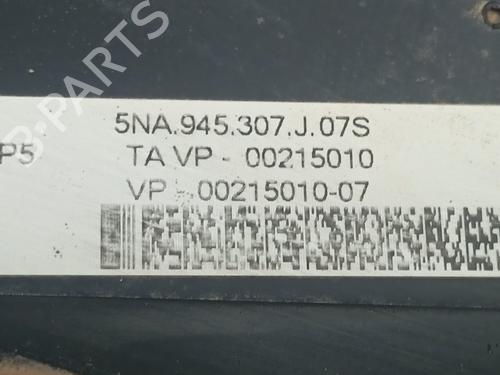 5NA.945.307.J.07S
P5 TA VP - 00215010
VP - 00215010-07
B-PARTS